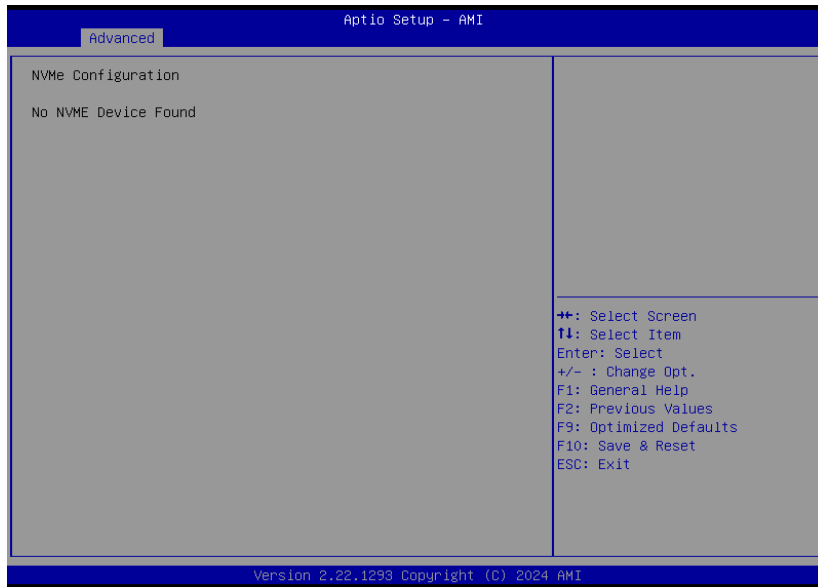 Aptio Setup – AMI
Advanced
NVMe Configuration
No NVME Device Found
→←: Select Screen
↑↓: Select Item
Enter: Select
+/- : Change Opt.
F1: General Help
F2: Previous Values
F9: Optimized Defaults
F10: Save & Reset
ESC: Exit
Version 2.22.1293 Copyright (C) 2024 AMI